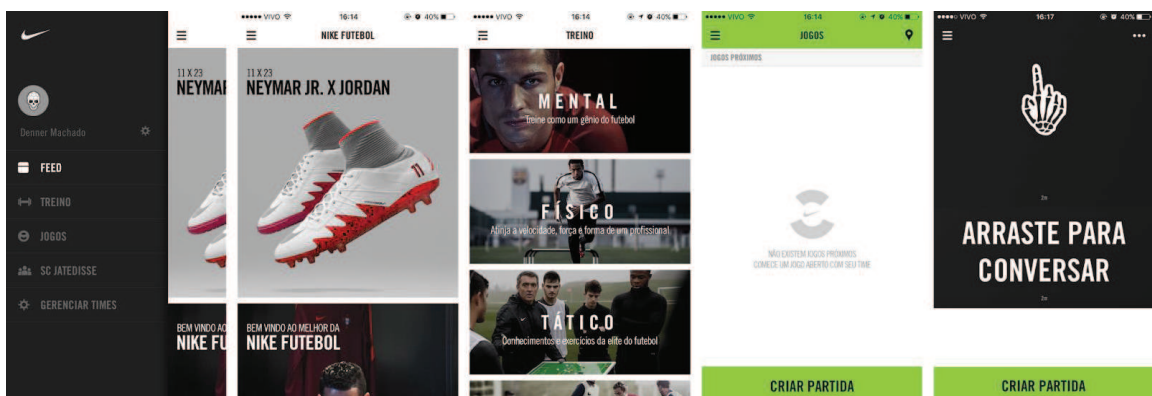 Denner Machado
FEED
TREINO
JOGOS
SC JATEDISSE
GERENCIAR TIMES
11 X 23
NEYMAR
BEM VINDO AO
NIKE FU
VIVO 16:14 40%
NIKE FUTEBOL
11 X 23
NEYMAR JR. X JORDAN
11
BEM VINDO AO MELHOR DA
NIKE FUTEBOL
VIVO 16:14 40%
TREINO
MENTAL
Treine como um gênio do futebol
FÍSICO
Atinja a velocidade, força e forma de um profissional
TÁTICO
Conhecimentos e exercícios da elite do futebol
VIVO 16:14 40%
JOGOS
JOGOS PRÓXIMOS
NÃO EXISTEM JOGOS PRÓXIMOS
COMECE UM JOGO ABERTO COM SEU TIME
CRIAR PARTIDA
VIVO 16:17 40%
ARRASTE PARA
CONVERSAR
CRIAR PARTIDA